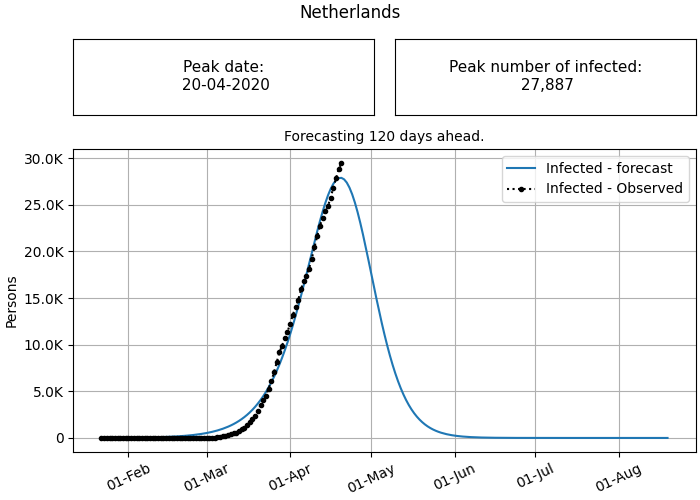 Netherlands
Peak date:
20-04-2020
Peak number of infected:
27,887
Forecasting 120 days ahead.
30.0K
25.0K
20.0K
15.0K
10.0K
5.0K
0
Persons
Infected - forecast
Infected - Observed
01-Feb
01-Mar
01-Apr
01-May
01-Jun
01-Jul
01-Aug